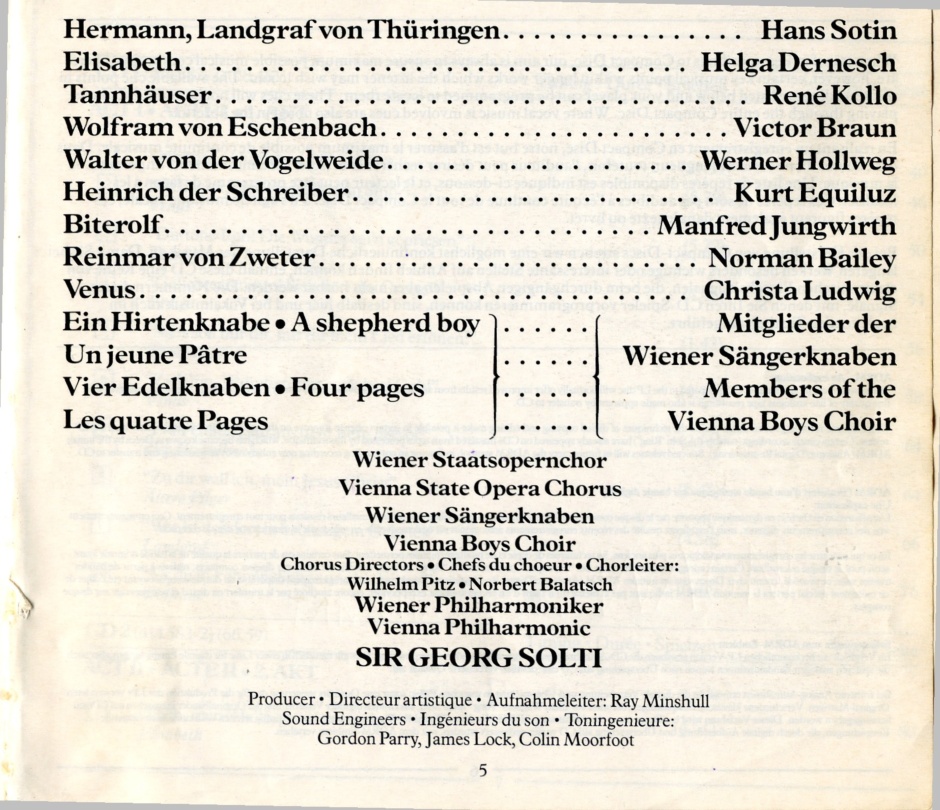 Hermann, Landgraf von Thüringen. . . . . . . . . . . . . . . . Hans Sotin
Elisabeth. . . . . . . . . . . . . . . . . . . . . . . . . . . . . . Helga Dernesch
Tannhäuser. . . . . . . . . . . . . . . . . . . . . . . . . . . . . . . René Kollo
Wolfram von Eschenbach. . . . . . . . . . . . . . . . . . . . Victor Braun
Walter von der Vogelweide. . . . . . . . . . . . . . . . . Werner Hollweg
Heinrich der Schreiber. . . . . . . . . . . . . . . . . . . . . . Kurt Equiluz
Biterolf. . . . . . . . . . . . . . . . . . . . . . . . . . . . Manfred Jungwirth
Reinmar von Zweter. . . . . . . . . . . . . . . . . . . . . Norman Bailey
Venus. . . . . . . . . . . . . . . . . . . . . . . . . . . . . . . Christa Ludwig
Ein Hirtenknabe • A shepherd boy . . . . . . Mitglieder der
Un jeune Pâtre . . . . . . Wiener Sängerknaben
Vier Edelknaben • Four pages . . . . . . Members of the
Les quatre Pages . . . . . . Vienna Boys Choir
Wiener Staatsopernchor
Vienna State Opera Chorus
Wiener Sängerknaben
Vienna Boys Choir
Chorus Directors • Chefs du choeur • Chorleiter:
Wilhelm Pitz • Norbert Balatsch
Wiener Philharmoniker
Vienna Philharmonic
SIR GEORG SOLTI
Producer • Directeur artistique • Aufnahmeleiter: Ray Minshull
Sound Engineers • Ingénieurs du son • Toningenieure:
Gordon Parry, James Lock, Colin Moorfoot
5